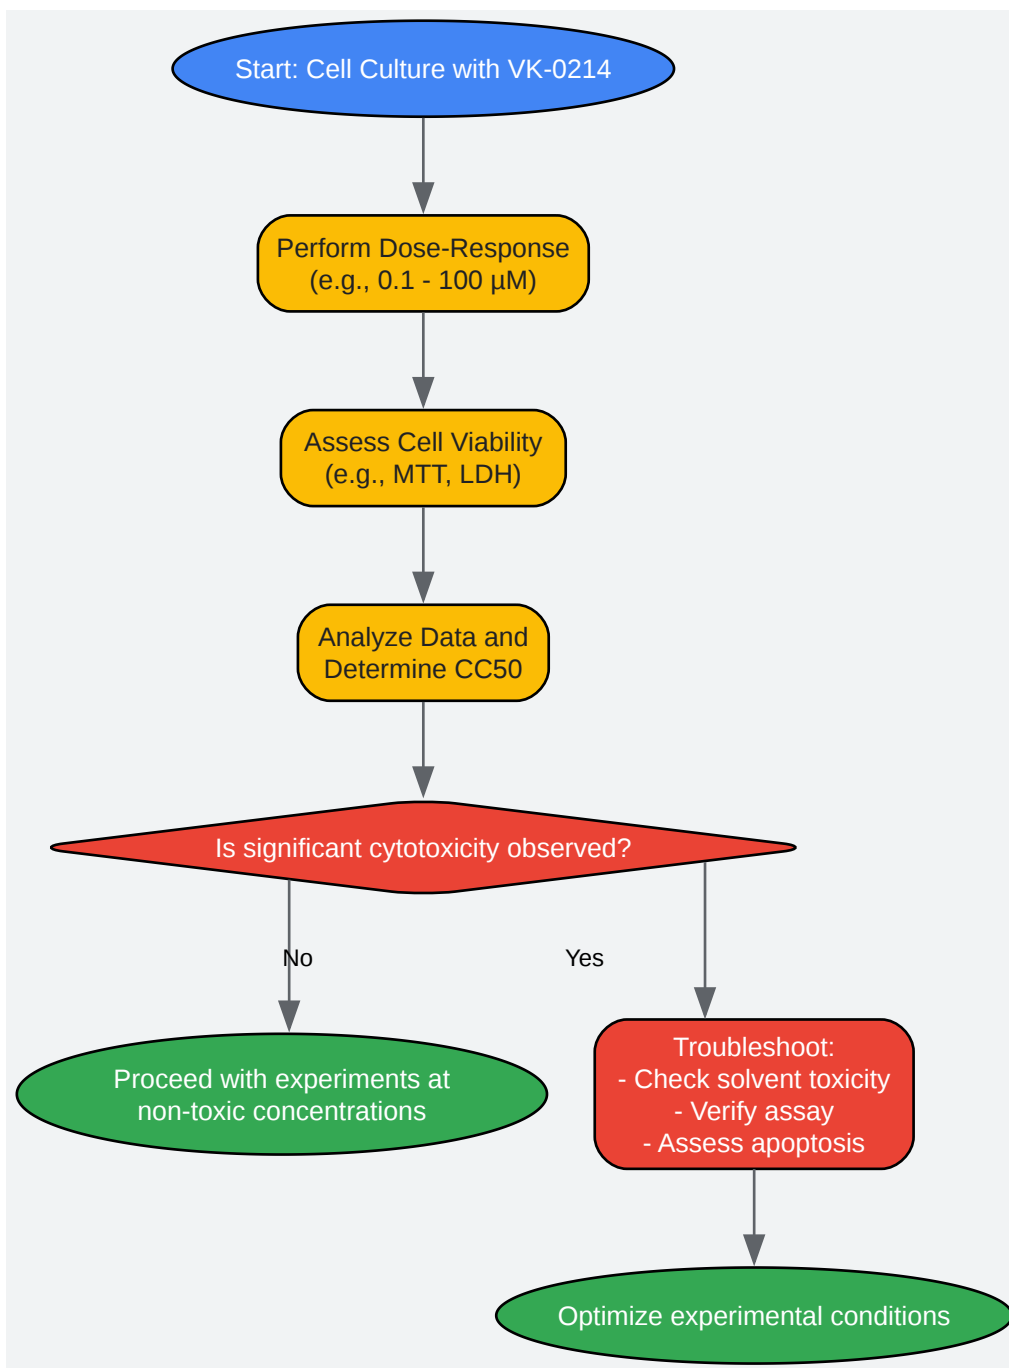 Start: Cell Culture with VK-0214
Perform Dose-Response
(e.g., 0.1 - 100 µM)
Assess Cell Viability
(e.g., MTT, LDH)
Analyze Data and
Determine CC50
Is significant cytotoxicity observed?
No
Yes
Proceed with experiments at
non-toxic concentrations
Troubleshoot:
- Check solvent toxicity
- Verify assay
- Assess apoptosis
Optimize experimental conditions